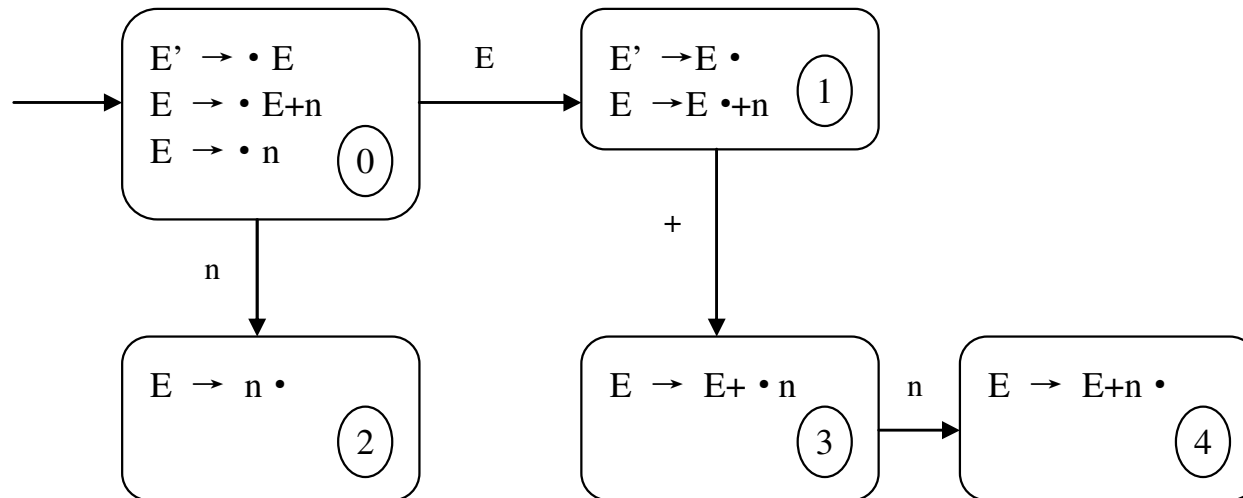 E’ → • E
E → • E+n
E → • n
0
E
E’ →E •
E →E •+n
1
n
+
E → n •
2
E → E+ • n
3
n
E → E+n •
4